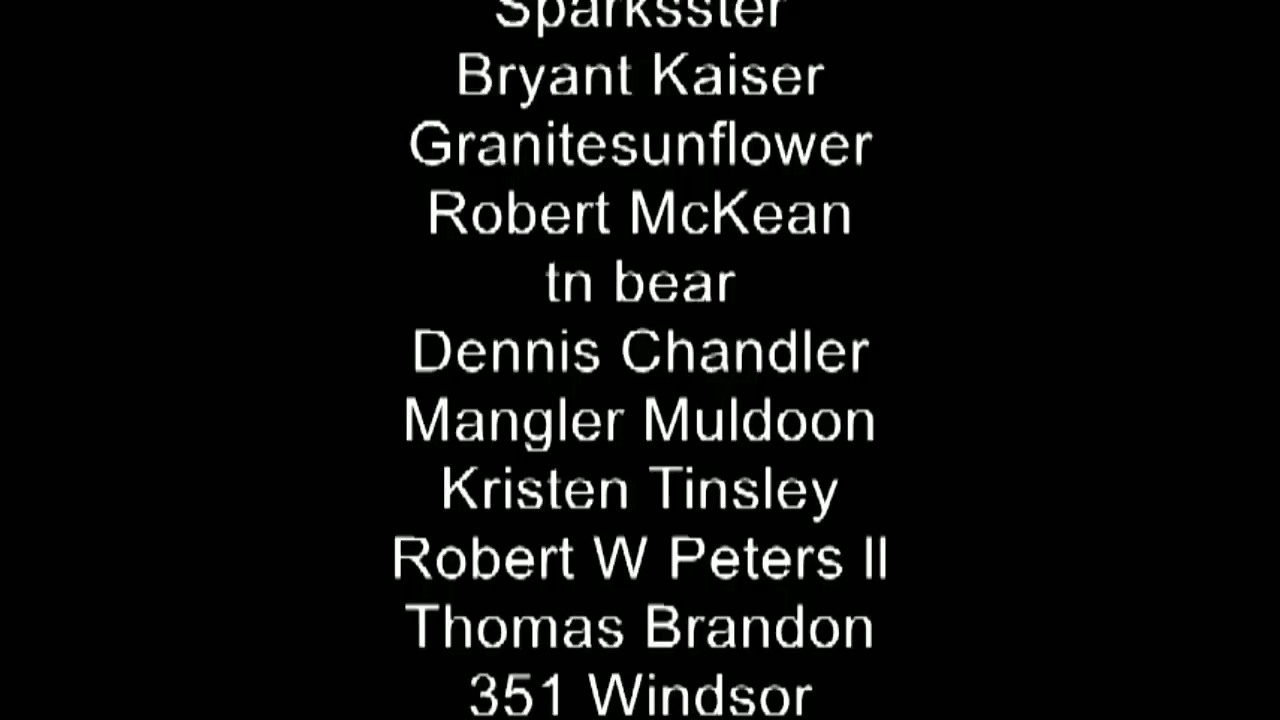 Sparksster
Bryant Kaiser
Granitesunflower
Robert McKean
tn bear
Dennis Chandler
Mangler Muldoon
Kristen Tinsley
Robert W Peters II
Thomas Brandon
351 Windsor